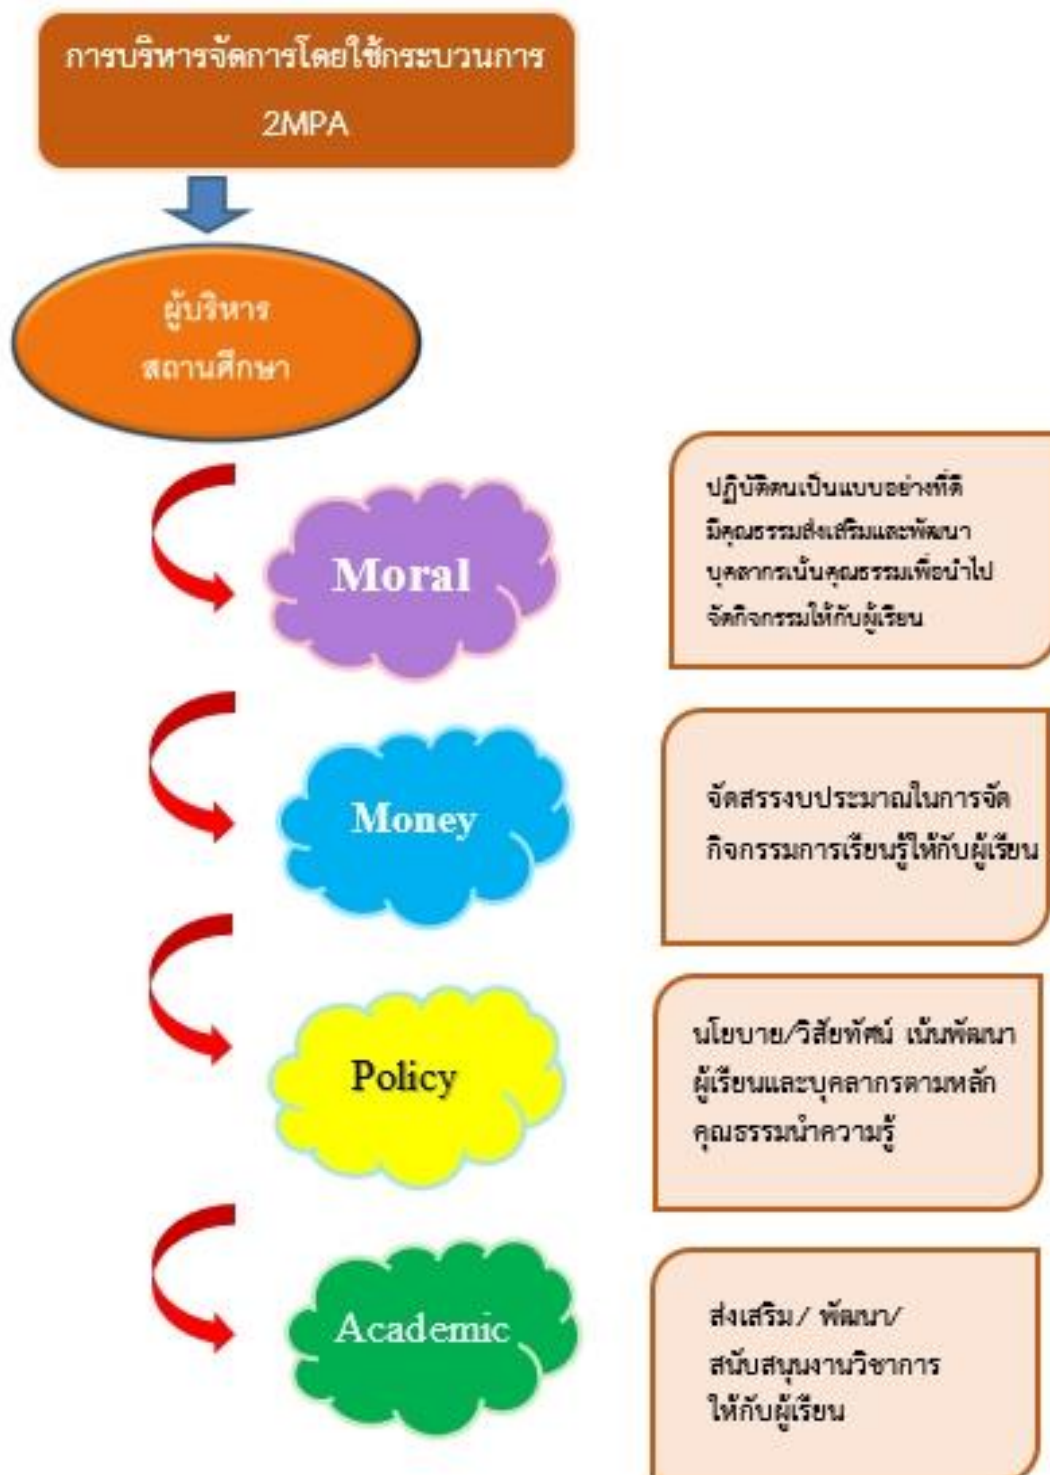 การบริหารจัดการโดยใช้กระบวนการ
2MPA
ผู้บริหาร
สถานศึกษา
Moral
ปฏิบัติตนเป็นแบบอย่างที่ดี
มีคุณธรรมส่งเสริมและพัฒนา
บุคลากรเน้นคุณธรรมเพื่อนำไป
จัดกิจกรรมให้กับผู้เรียน
Money
จัดสรรงบประมาณในการจัด
กิจกรรมการเรียนรู้ให้กับผู้เรียน
Policy
นโยบาย/วิสัยทัศน์ เน้นพัฒนา
ผู้เรียนและบุคลากรตามหลัก
คุณธรรมนำความรู้
Academic
ส่งเสริม/ พัฒนา/
สนับสนุนงานวิชาการ
ให้กับผู้เรียน